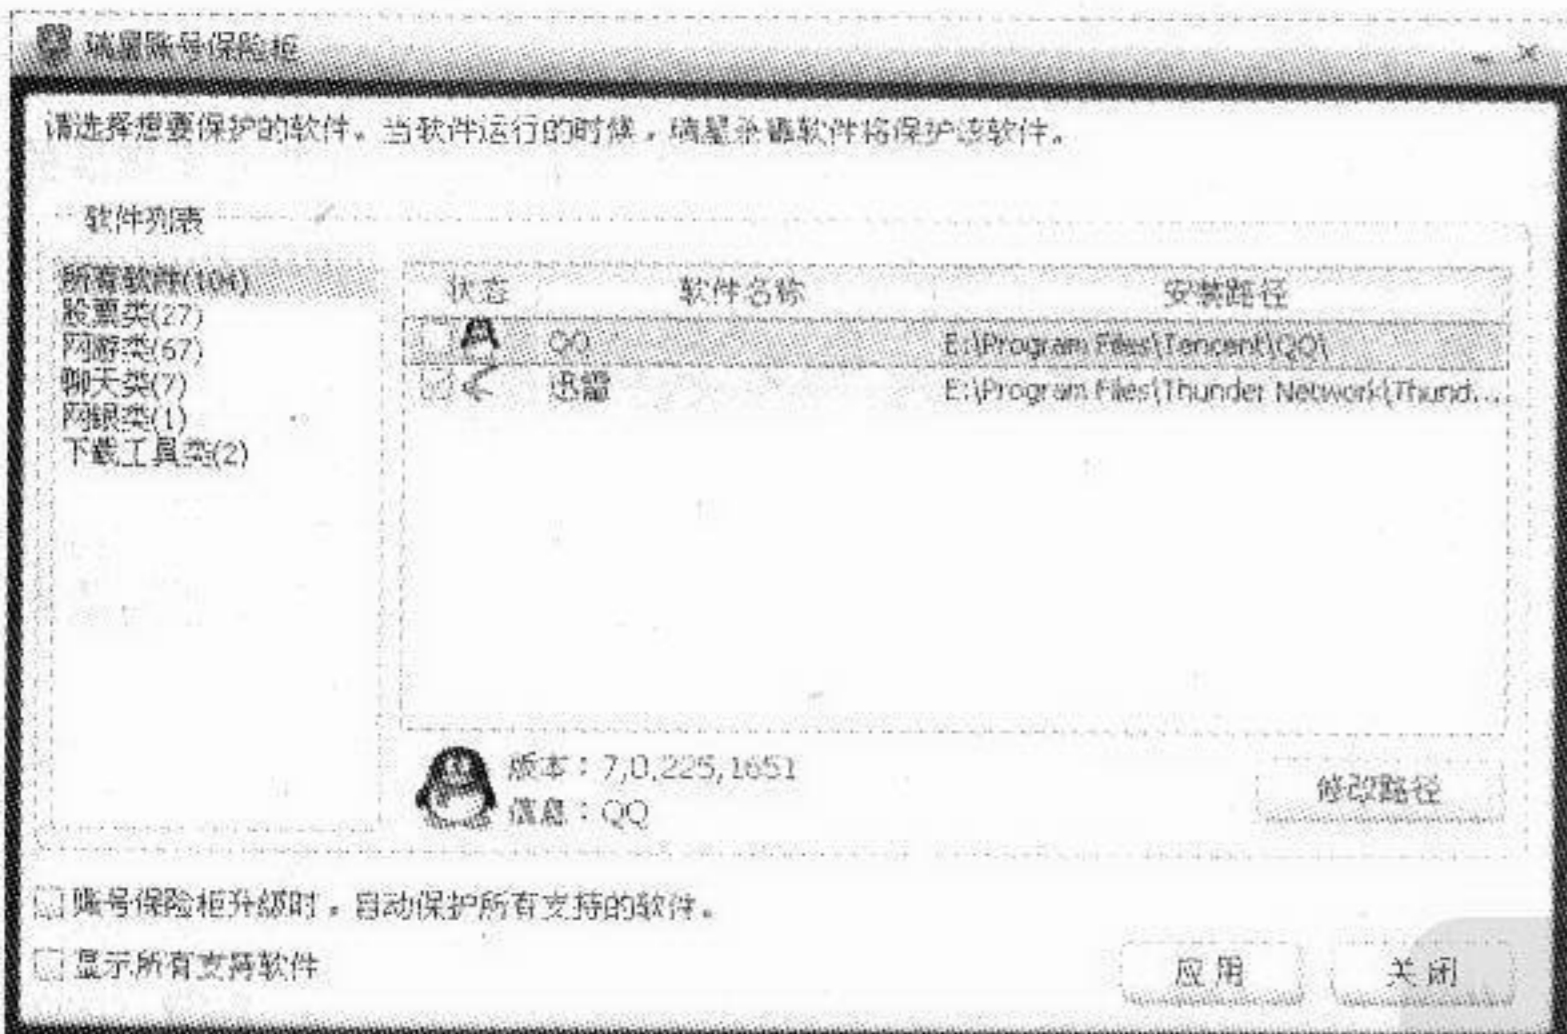 瑞星账号保险柜
请选择想要保护的软件。当软件运行的时候，瑞星杀毒软件将保护该软件。
软件列表
所有软件(104)
股票类(27)
网游类(67)
聊天类(7)
网银类(1)
下载工具类(2)
状态 软件名称 安装路径
QQ E:\Program Files\Tencent\QQ\
迅雷 E:\Program Files\Thunder Network\Thund...
版本：7,0,225,1651
信息：QQ
修改路径
账号保险柜升级时，自动保护所有支持的软件。
显示所有支持软件
应用 关闭